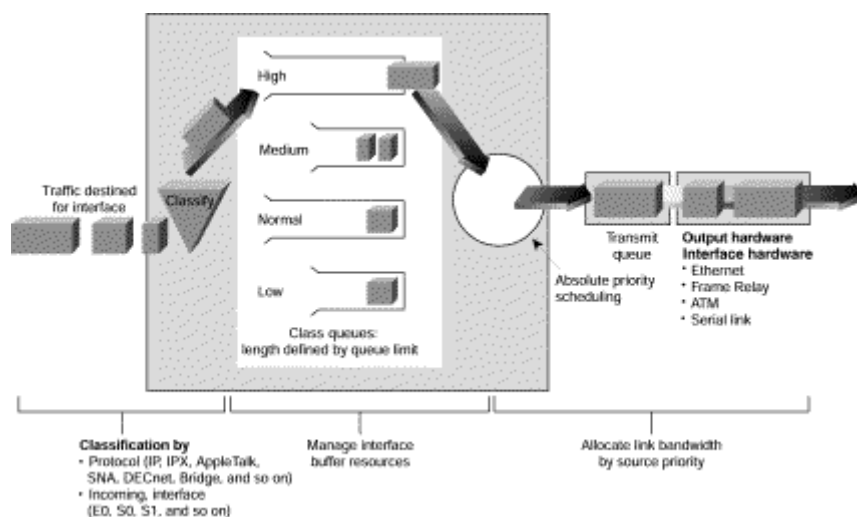 High
Medium
Normal
Low
Class queues:
length defined by queue limit
Traffic destined
for interface
Classify
Absolute priority
scheduling
Transmit
queue
Output hardware
Interface hardware
• Ethernet
• Frame Relay
• ATM
• Serial link
Classification by
• Protocol (IP, IPX, AppleTalk,
SNA, DECnet, Bridge, and so on)
• Incoming, interface
(E0, S0, S1, and so on)
Manage interface
buffer resources
Allocate link bandwidth
by source priority